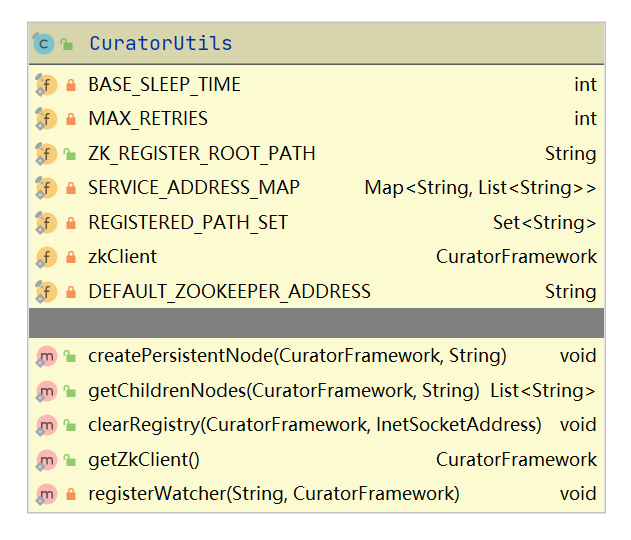 C CuratorUtils
f BASE_SLEEP_TIME int
f MAX_RETRIES int
f ZK_REGISTER_ROOT_PATH String
f SERVICE_ADDRESS_MAP Map<String, List<String>>
f REGISTERED_PATH_SET Set<String>
f zkClient CuratorFramework
f DEFAULT_ZOOKEEPER_ADDRESS String
m createPersistentNode(CuratorFramework, String) void
m getChildrenNodes(CuratorFramework, String) List<String>
m clearRegistry(CuratorFramework, InetSocketAddress) void
m getZkClient() CuratorFramework
m registerWatcher(String, CuratorFramework) void